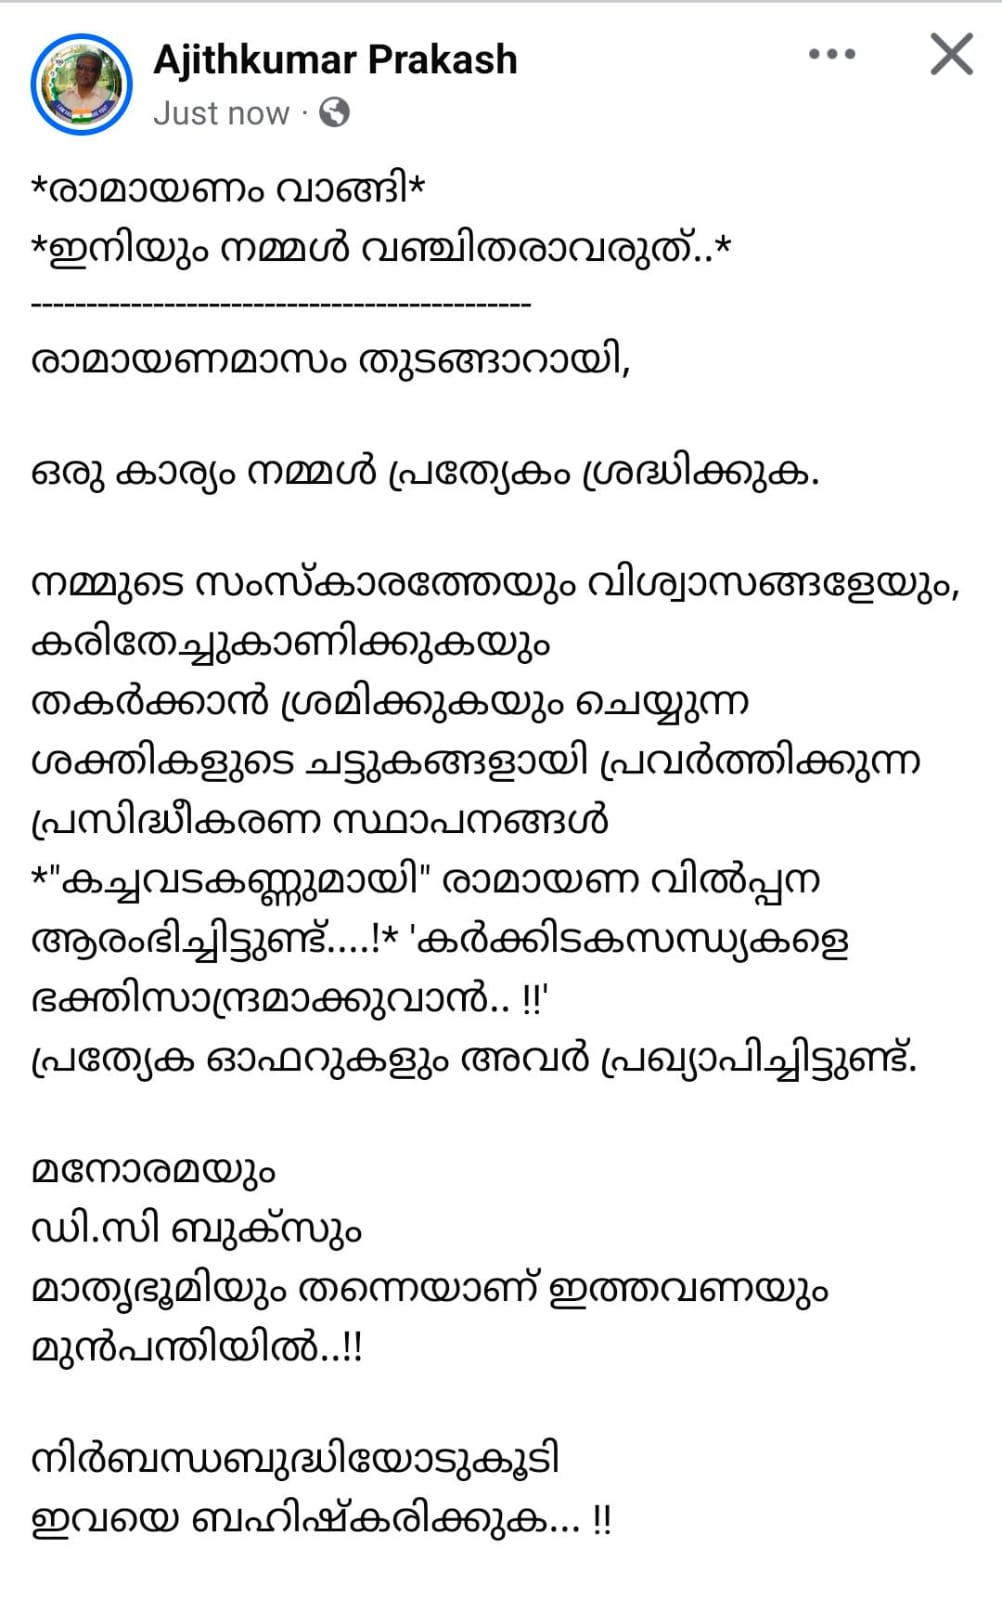 Ajithkumar Prakash
Just now ·
*രാമായണം വാങ്ങി*
*ഇനിയും നമ്മൾ വഞ്ചിതരാവരുത്..*
---------------------------------------------
രാമായണമാസം തുടങ്ങാറായി,
ഒരു കാര്യം നമ്മൾ പ്രത്യേകം ശ്രദ്ധിക്കുക.
നമ്മുടെ സംസ്കാരത്തേയും വിശ്വാസങ്ങളേയും,
കരിതേച്ചുകാണിക്കുകയും
തകർക്കാൻ ശ്രമിക്കുകയും ചെയ്യുന്ന
ശക്തികളുടെ ചട്ടുകങ്ങളായി പ്രവർത്തിക്കുന്ന
പ്രസിദ്ധീകരണ സ്ഥാപനങ്ങൾ
*"കച്ചവടകണ്ണുമായി" രാമായണ വിൽപ്പന
ആരംഭിച്ചിട്ടുണ്ട്....!* 'കർക്കിടകസന്ധ്യകളെ
ഭക്തിസാന്ദ്രമാക്കുവാൻ.. !!'
പ്രത്യേക ഓഫറുകളും അവർ പ്രഖ്യാപിച്ചിട്ടുണ്ട്.
മനോരമയും
ഡി.സി ബുക്സും
മാതൃഭൂമിയും തന്നെയാണ് ഇത്തവണയും
മുൻപന്തിയിൽ..!!
നിർബന്ധബുദ്ധിയോടുകൂടി
ഇവയെ ബഹിഷ്കരിക്കുക... !!